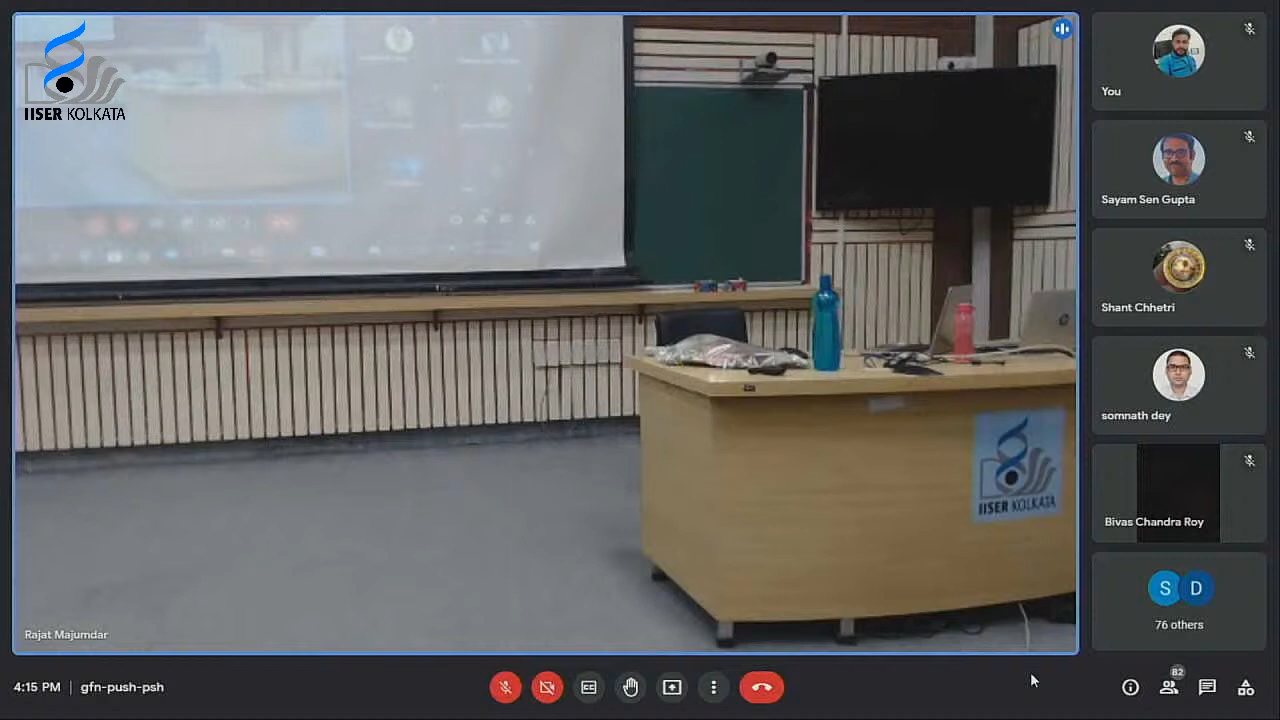 IISER KOLKATA
You
Sayam Sen Gupta
Shant Chhetri
somnath dey
Bivas Chandra Roy
S D
76 others
IISER KOLKATA
Rajat Majumdar
4:15 PM | gfn-push-psh
CC
82